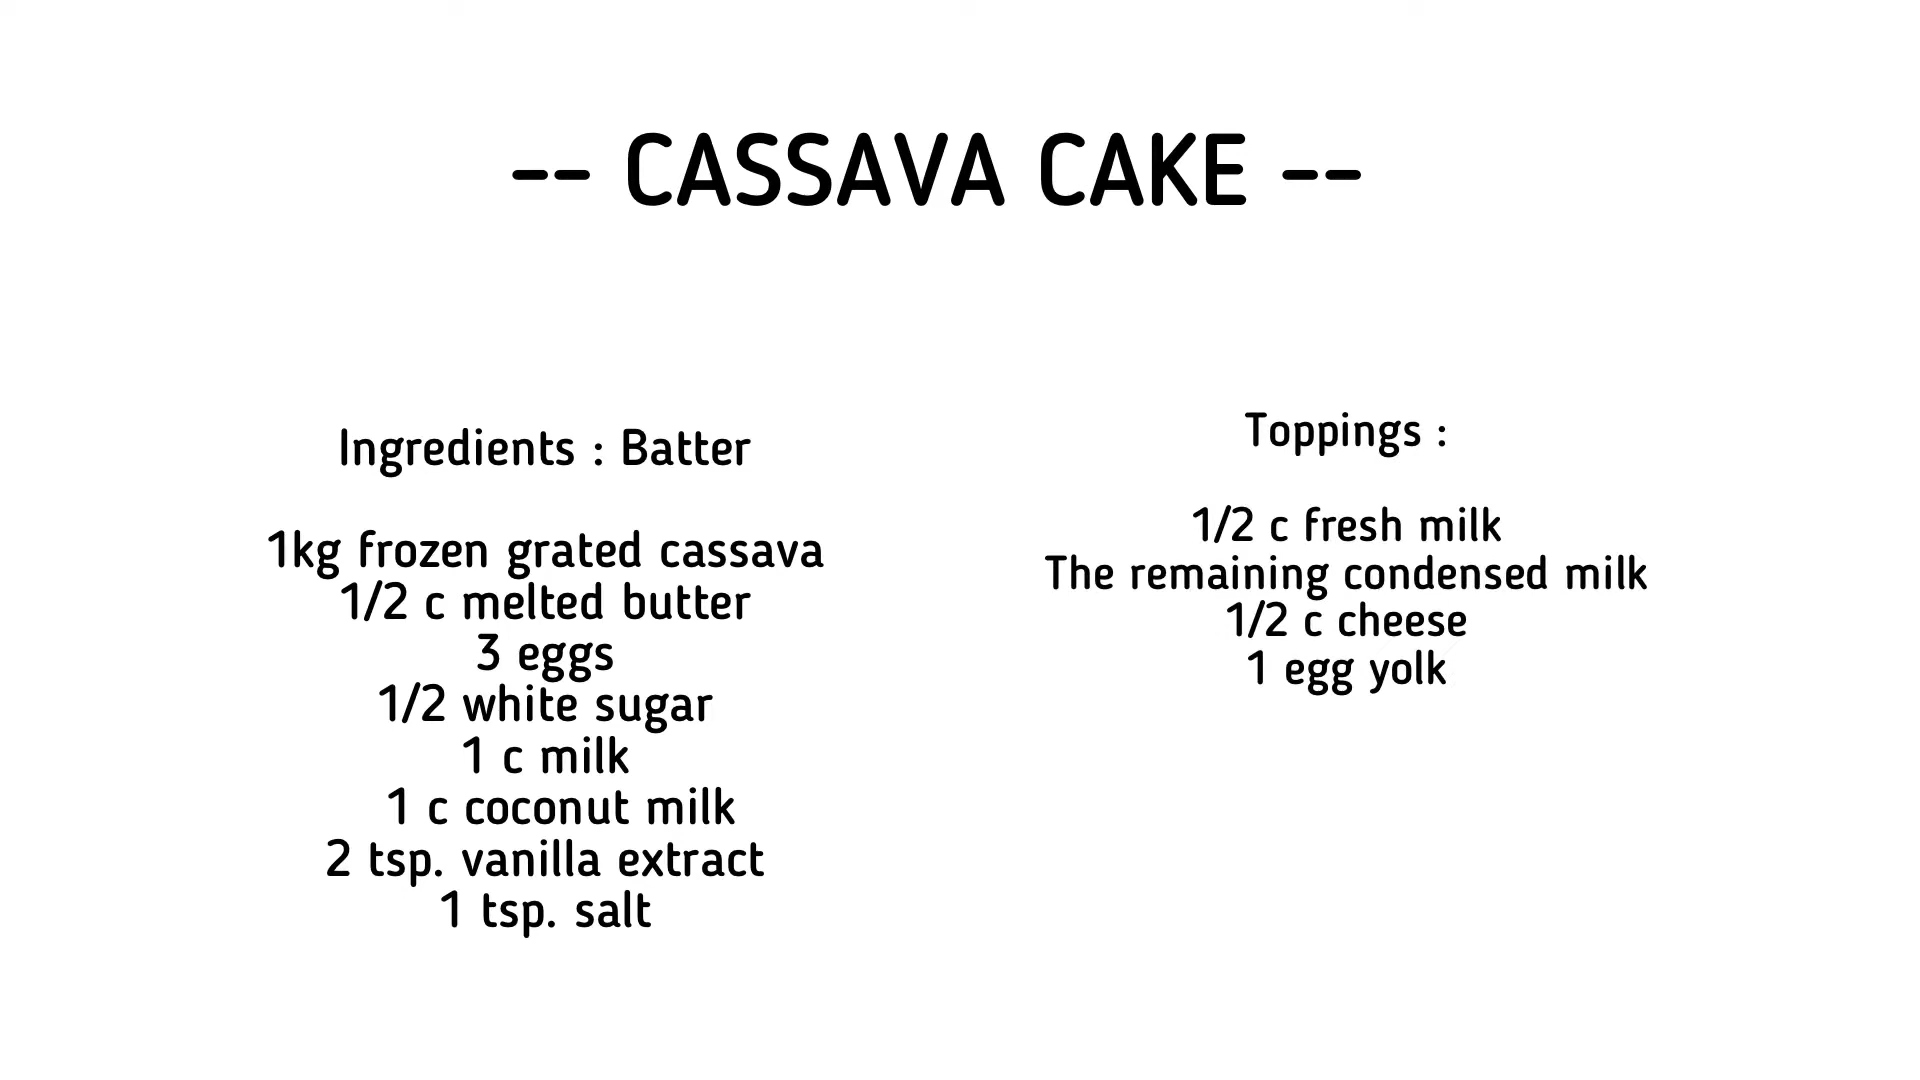 -- CASSAVA CAKE --
Ingredients : Batter
1kg frozen grated cassava
1/2 c melted butter
3 eggs
1/2 white sugar
1 c milk
1 c coconut milk
2 tsp. vanilla extract
1 tsp. salt
Toppings :
1/2 c fresh milk
The remaining condensed milk
1/2 c cheese
1 egg yolk